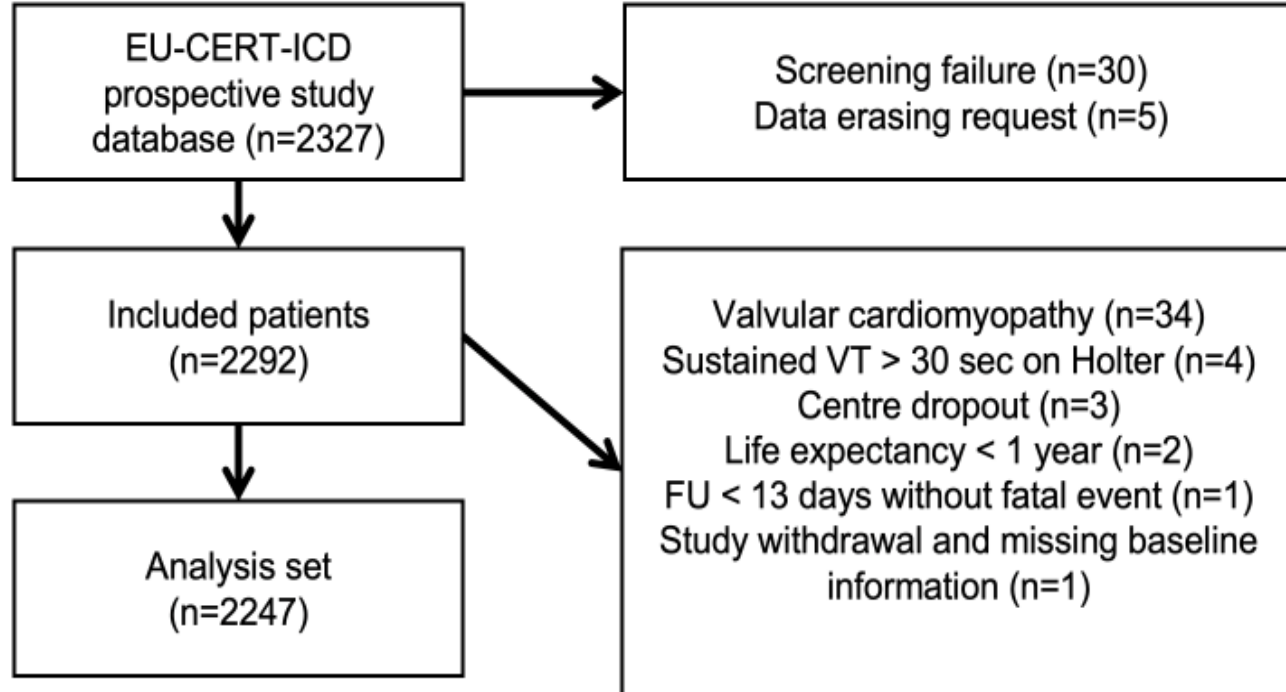 EU-CERT-ICD
prospective study
database (n=2327)
Screening failure (n=30)
Data erasing request (n=5)
Included patients
(n=2292)
Valvular cardiomyopathy (n=34)
Sustained VT > 30 sec on Holter (n=4)
Centre dropout (n=3)
Life expectancy < 1 year (n=2)
FU < 13 days without fatal event (n=1)
Study withdrawal and missing baseline
information (n=1)
Analysis set
(n=2247)